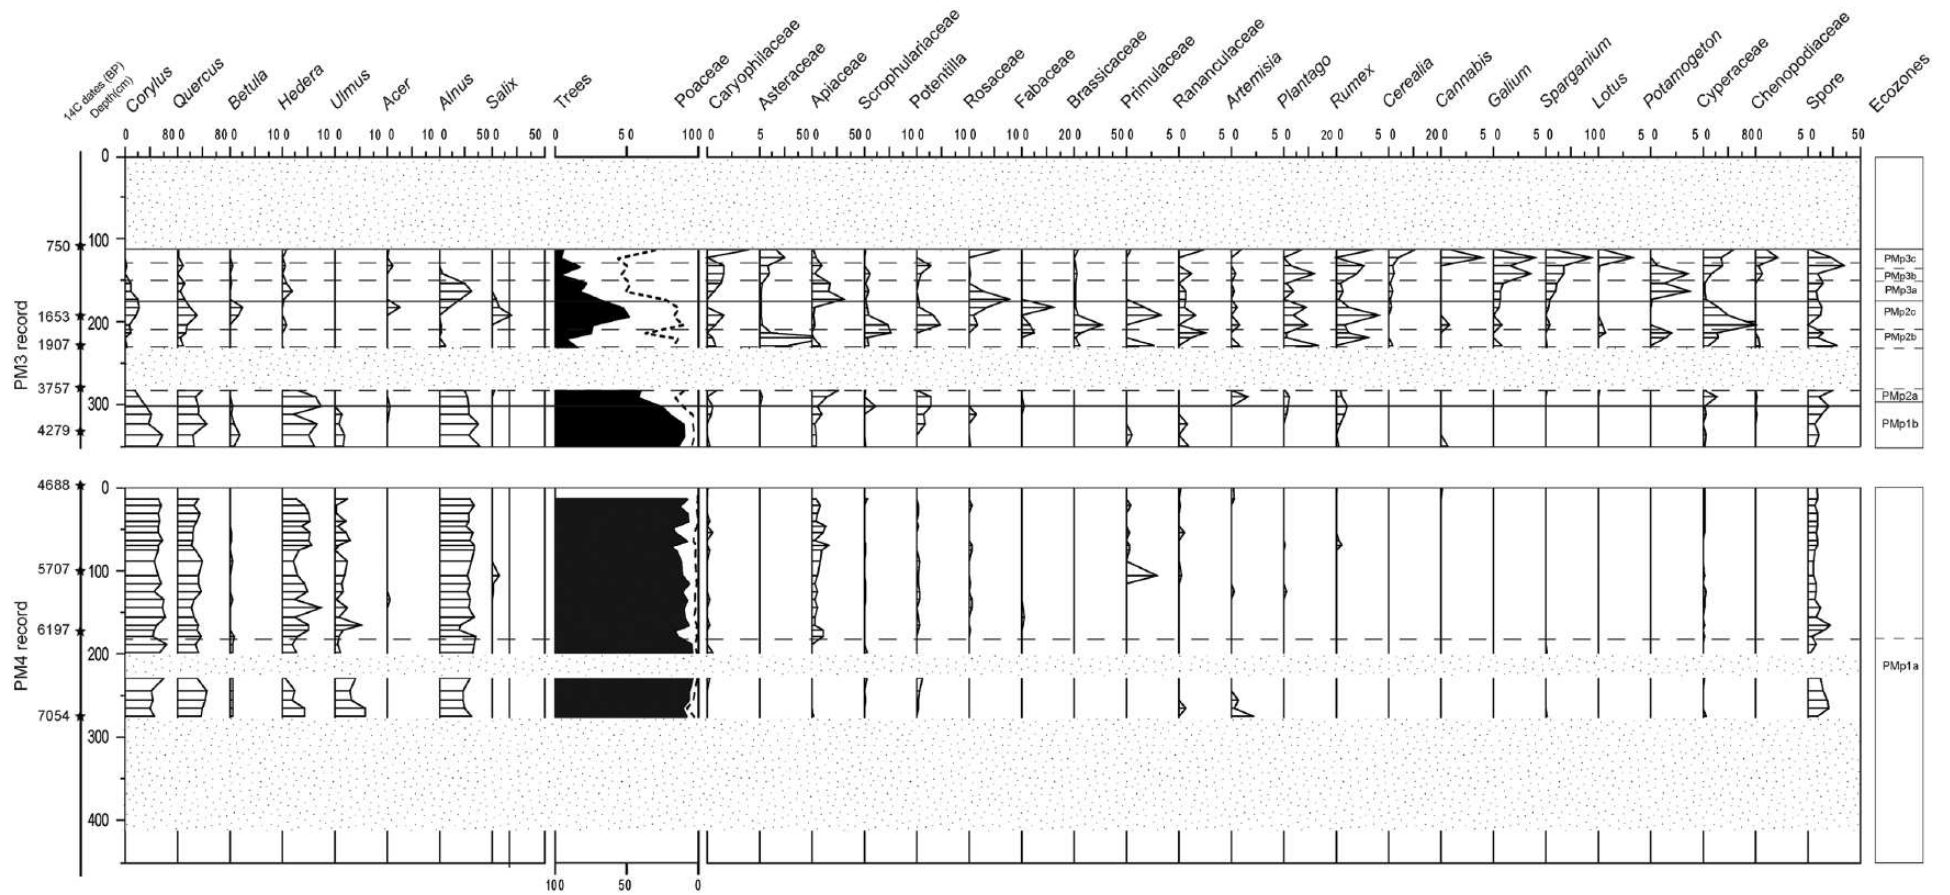 14C dates (BP)
Depth(cm)
Corylus
Quercus
Betula
Hedera
Ulmus
Acer
Alnus
Salix
Trees
Poaceae
Caryophilaceae
Asteraceae
Apiaceae
Scrophulariaceae
Potentilla
Rosaceae
Fabaceae
Brassicaceae
Primulaceae
Rananculaceae
Artemisia
Plantago
Rumex
Cerealia
Cannabis
Galium
Sparganium
Lotus
Potamogeton
Cyperaceae
Chenopodiaceae
Spore
Ecozones
0 80 0 80 0 10 0 10 0 10 0 10 0 50 0 50 0 50 100 0 5 0 50 0 50 0 10 0 10 0 10 0 20 0 50 0 5 0 5 0 20 0 5 0 20 0 5 0 5 0 10 0 5 0 5 0 80 0 5 0 50
0
100
200
300
750
1653
1907
3757
4279
PM3 record
PMp3c
PMp3b
PMp3a
PMp2c
PMp2b
PMp2a
PMp1b
0
100
200
300
400
4688
5707
6197
7054
PM4 record
PMp1a
100 50 0